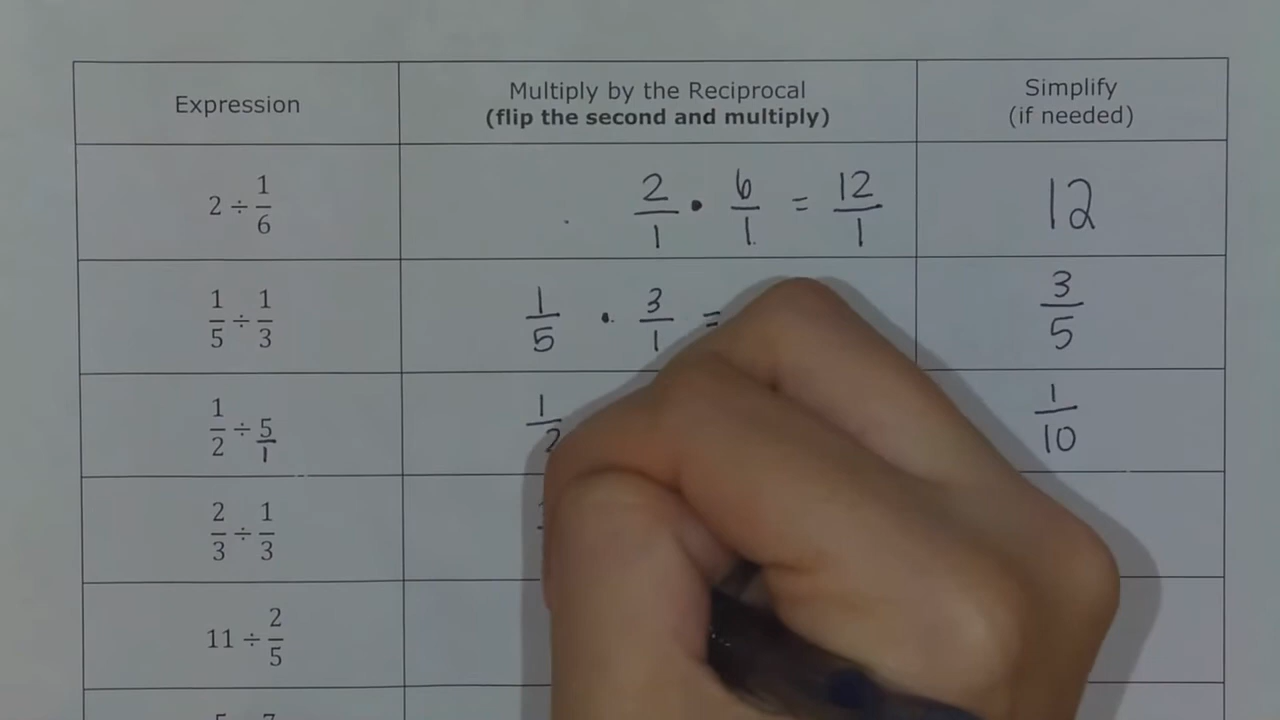 Expression
Multiply by the Reciprocal
(flip the second and multiply)
Simplify
(if needed)
2 ÷ 1/6
2/1 • 6/1 = 12/1
12
1/5 ÷ 1/3
1/5 • 3/1 =
3/5
1/2 ÷ 5/1
1/2
1/10
2/3 ÷ 1/3
11 ÷ 2/5